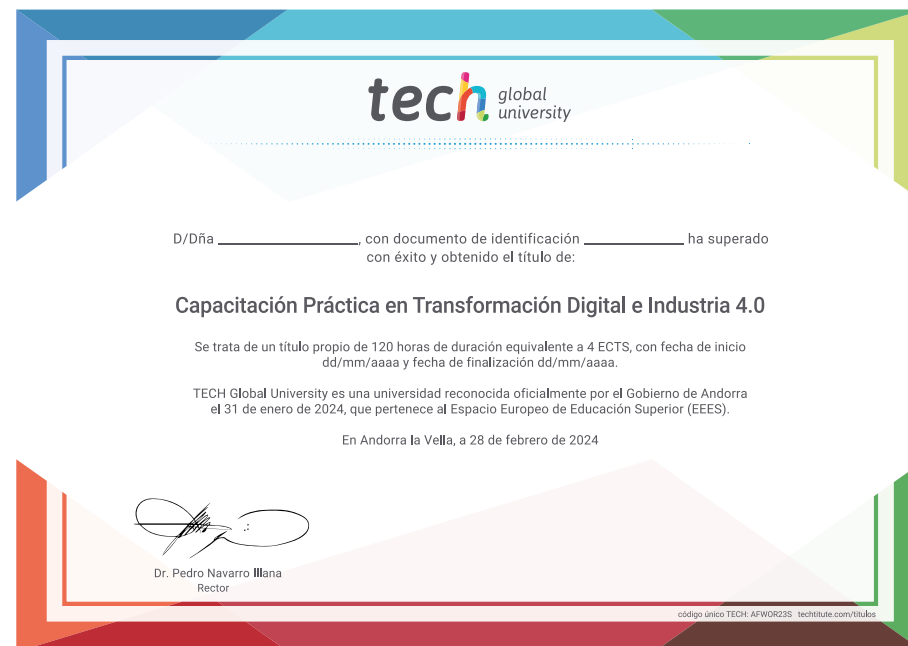 tech global university
D/Dña ________________, con documento de identificación ____________ ha superado
con éxito y obtenido el título de:
Capacitación Práctica en Transformación Digital e Industria 4.0
Se trata de un título propio de 120 horas de duración equivalente a 4 ECTS, con fecha de inicio
dd/mm/aaaa y fecha de finalización dd/mm/aaaa.
TECH Global University es una universidad reconocida oficialmente por el Gobierno de Andorra
el 31 de enero de 2024, que pertenece al Espacio Europeo de Educación Superior (EEES).
En Andorra la Vella, a 28 de febrero de 2024
Dr. Pedro Navarro Illana
Rector
código único TECH: AFWOR23S techtitute.com/titulos